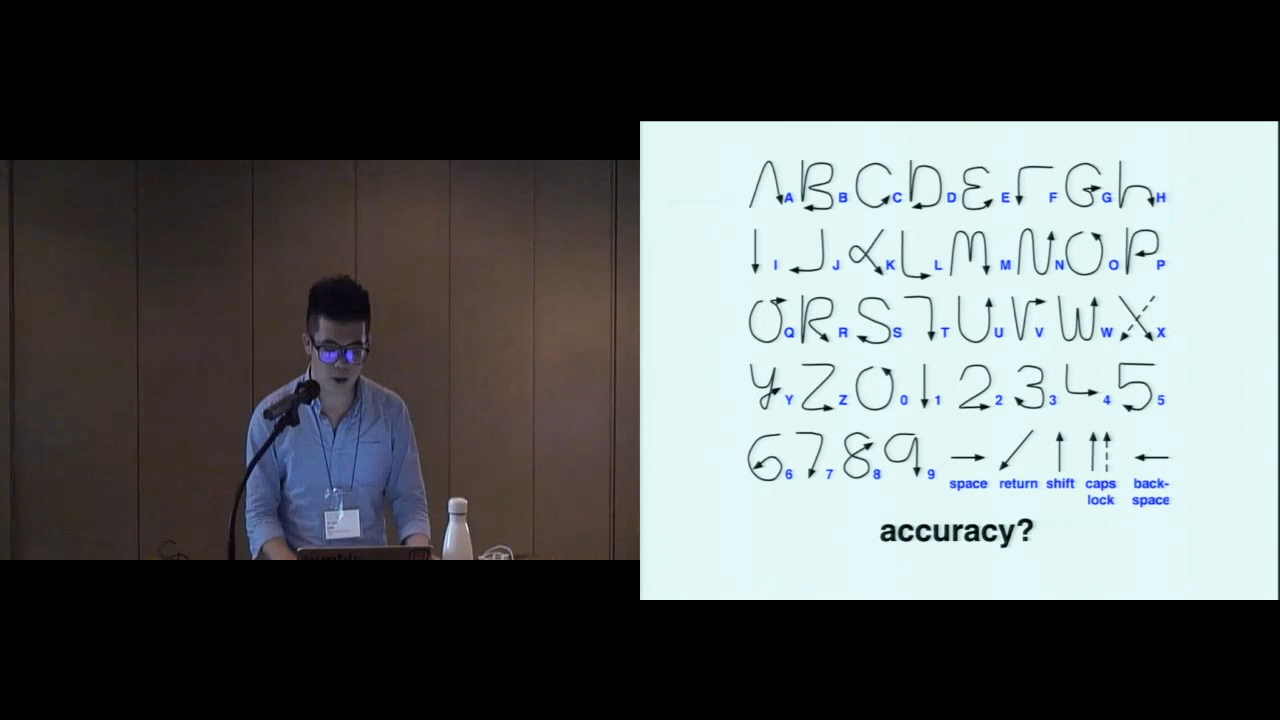 A B C D E F G H
I J K L M N O P
Q R S T U V W X
Y Z 0 1 2 3 4 5
6 7 8 9 space return shift caps lock back-space
accuracy?